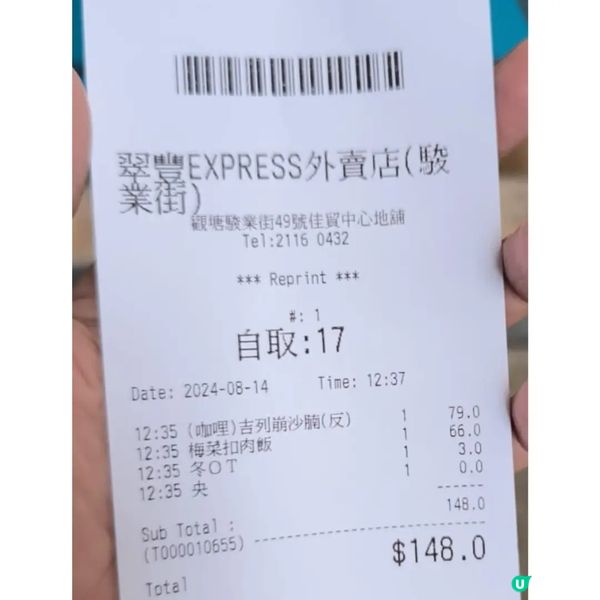 翠豐EXPRESS外賣店(駿
業街)
觀塘駿業街49號佳貿中心地舖
Tel:2116 0432
*** Reprint ***
#: 1
自取:17
Date: 2024-08-14 Time: 12:37
12:35 (咖哩)吉列崩沙腩(反) 1 79.0
12:35 梅菜扣肉飯 1 66.0
12:35 冬OT 1 3.0
12:35 央 1 0.0
------
Sub Total : 148.0
(T000010655) ------------------------
Total $148.0
U